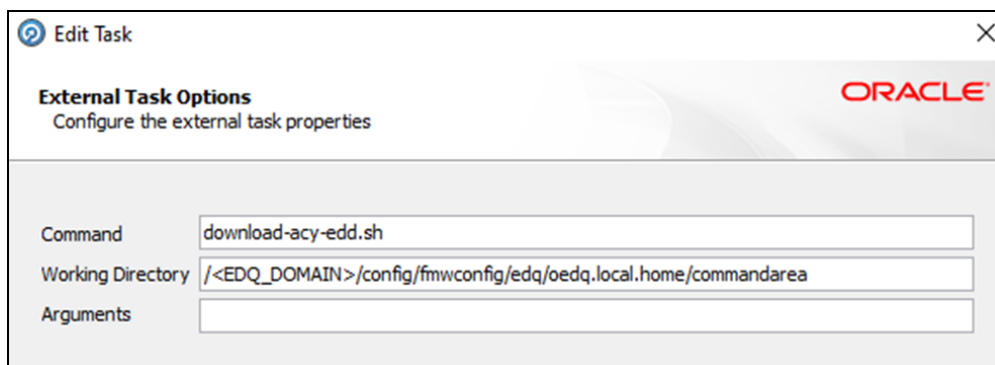 Edit Task
External Task Options
Configure the external task properties
ORACLE
Command download-acy-edd.sh
Working Directory /<EDQ_DOMAIN>/config/fmwconfig/edq/oedq.local.home/commandarea
Arguments